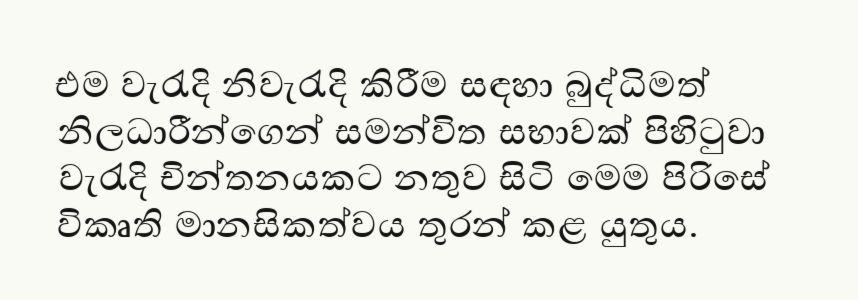 එම වැරැදි නිවැරැදි කිරීම සඳහා බුද්ධිමත්
නිලධාරීන්ගෙන් සමන්විත සභාවක් පිහිටුවා
වැරැදි චින්තනයකට නතුව සිටි මෙම පිරිසේ
විකෘති මානසිකත්වය තුරන් කළ යුතුය.